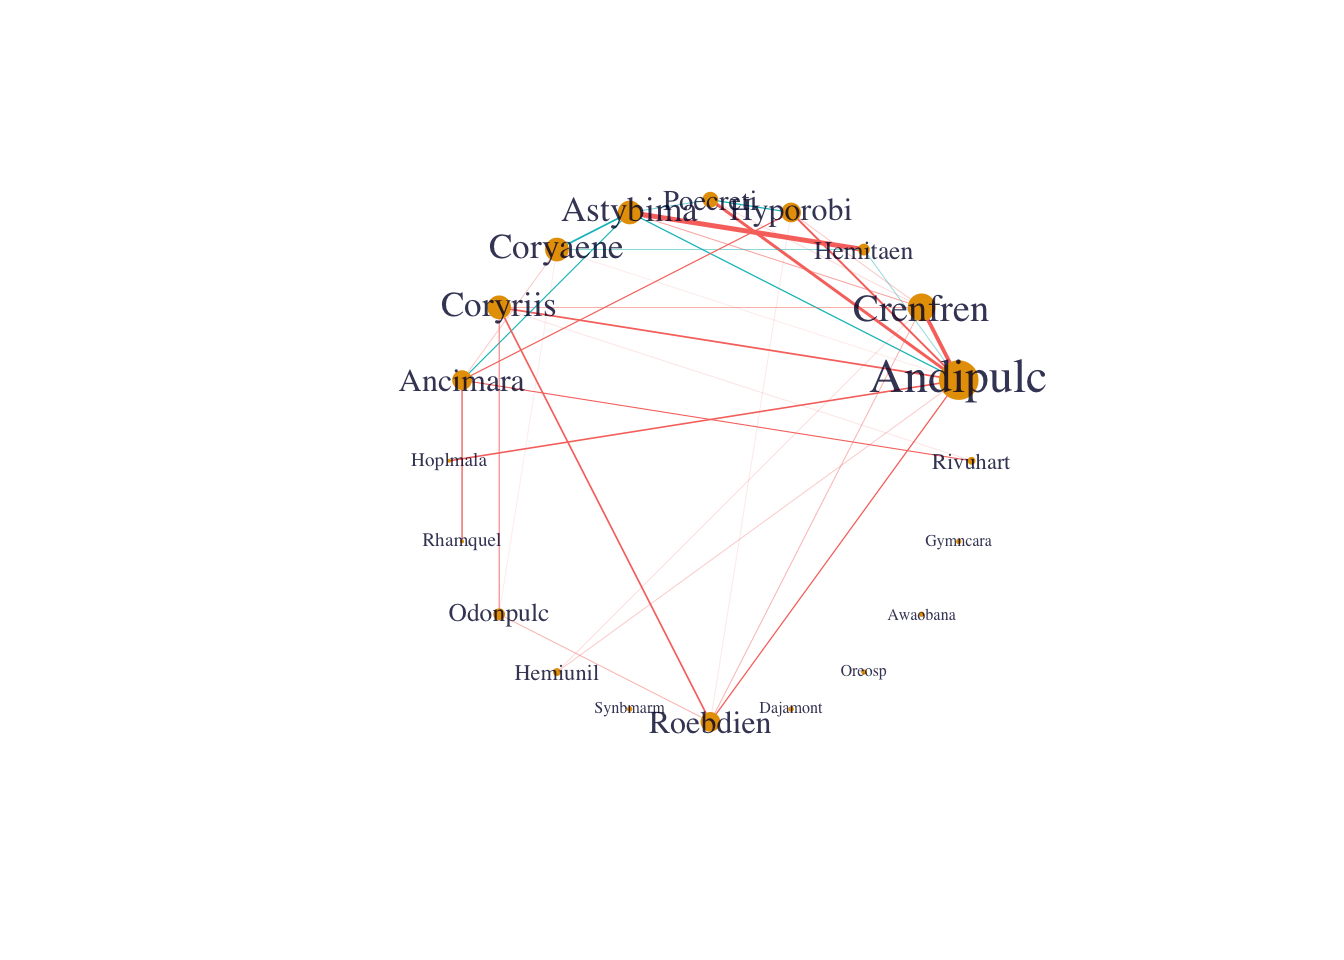 Poecreti
Astybima
Hyporobi
Coryaene
Hemitaen
Coryriis
Crenfren
Ancimara
Andipulc
Hoplmala
Rivuhart
Rhamquel
Gymncara
Odonpulc
Awaobana
Hemiunil
Orcosp
Synbmarm
Dajamont
Roebdien